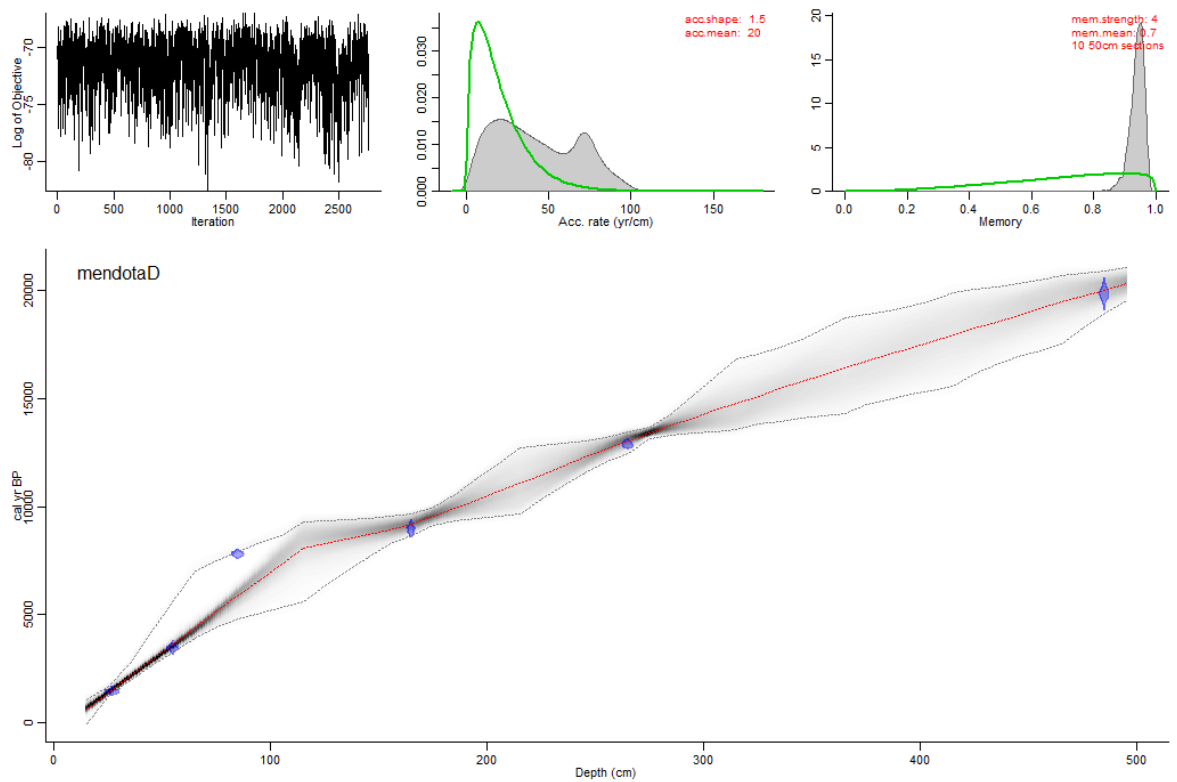 -70
-75
-80
Log of Objective
0 500 1000 1500 2000 2500
Iteration
0.030
0.020
0.010
0.000
acc.shape: 1.5
acc.mean: 20
0 50 100 150
Acc. rate (yr/cm)
20
15
10
5
0
mem.strength: 4
mem.mean: 0.7
10 50cm sections
0.0 0.2 0.4 0.6 0.8 1.0
Memory
mendotaD
20000
15000
10000
5000
0
cal yr BP
0 100 200 300 400 500
Depth (cm)